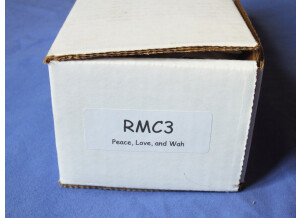 RMC3
Peace, Love, and Wah